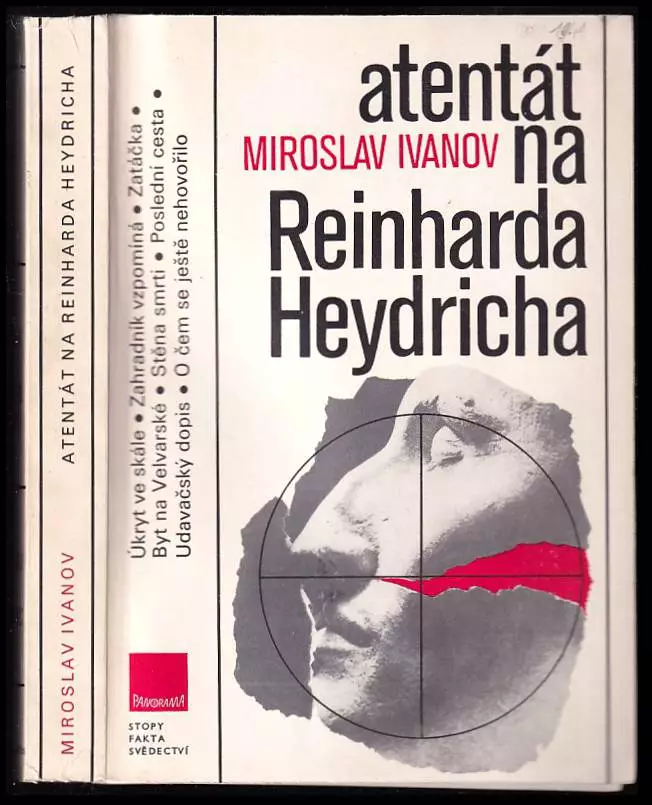 MIROSLAV IVANOV ATENTÁT NA REINHARDA HEYDRICHA
Úkryt ve skále • Zahradník vzpomíná • Zatáčka •
Byt na Velvarské • Stěna smrti • Poslední cesta •
Udavačský dopis • O čem se ještě nehovořilo
PANORAMA
STOPY
FAKTA
SVĚDECTVÍ
atentát
MIROSLAV IVANOV na
Reinharda
Heydricha